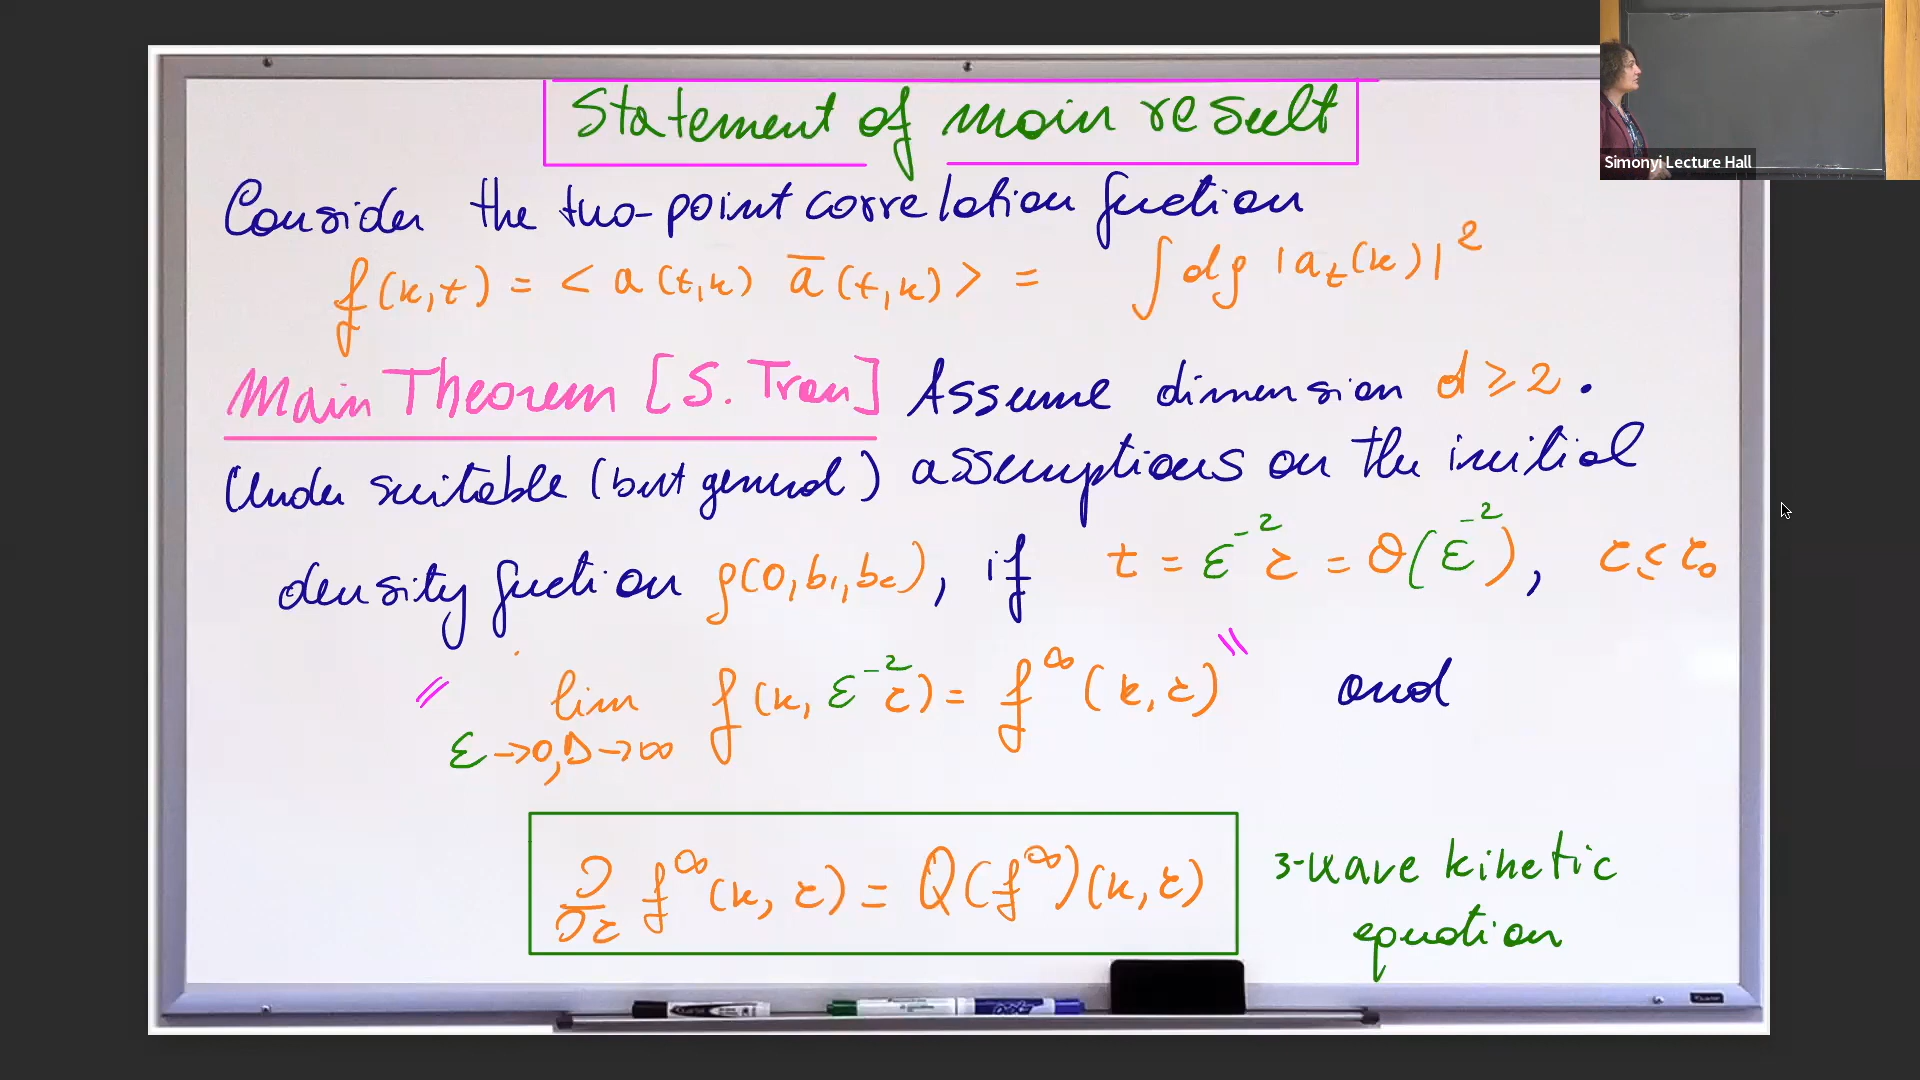 Statement of main result
Simonyi Lecture Hall
Consider the two-point correlation function
f(k,t) = < a(t,k) a̅(t,k) > = ∫dρ |a_t(k)|²
Main Theorem [S. Tran] Assume dimension d ≥ 2.
Under suitable (but general) assumptions on the initial
density function ρ(0,b₁,b₂), if t = ε⁻²τ = O(ε⁻²), τ ≤ τ₀
" lim f(k, ε⁻²τ) = f^∞(k,τ) " and
ε→0, D→∞
∂/∂τ f^∞(k, τ) = Q(f^∞)(k,τ)
3-wave kinetic
equation